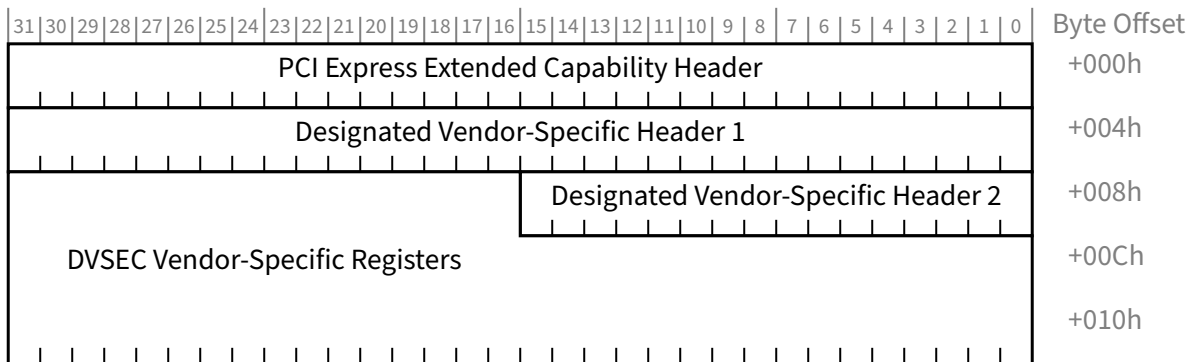 31 30 29 28 27 26 25 24 23 22 21 20 19 18 17 16 15 14 13 12 11 10 9 8 7 6 5 4 3 2 1 0 Byte Offset
PCI Express Extended Capability Header +000h
Designated Vendor-Specific Header 1 +004h
Designated Vendor-Specific Header 2 +008h
DVSEC Vendor-Specific Registers +00Ch
+010h